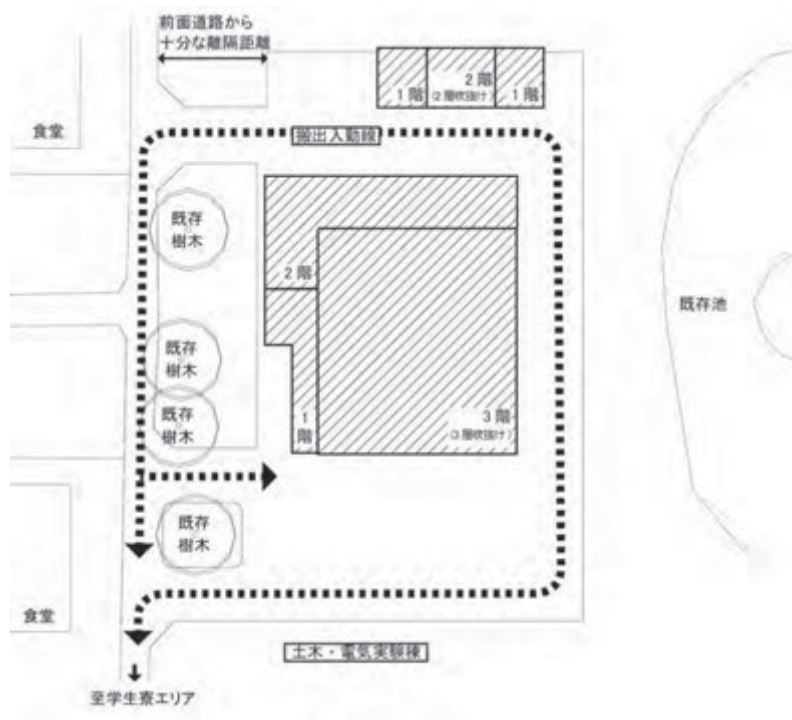 前面道路から
十分な離隔距離
1階
2階
(2層吹抜け)
1階
食堂
搬出入動線
既存
樹木
2階
既存池
既存
樹木
既存
樹木
1
階
3階
(3層吹抜け)
既存
樹木
食堂
土木・電気実験棟
至学生寮エリア